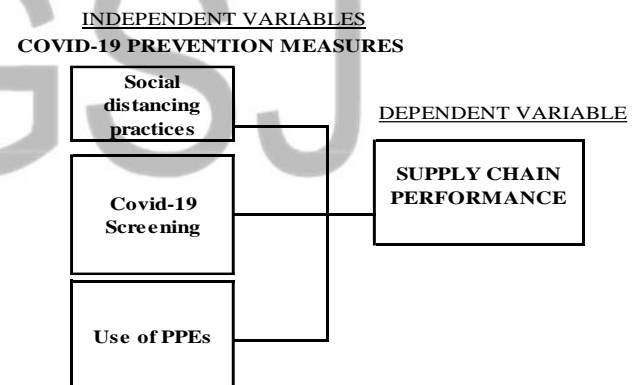 INDEPENDENT VARIABLES
COVID-19 PREVENTION MEASURES
Social
distancing
practices
DEPENDENT VARIABLE
SUPPLY CHAIN
PERFORMANCE
Covid-19
Screening
Use of PPEs
GSJ